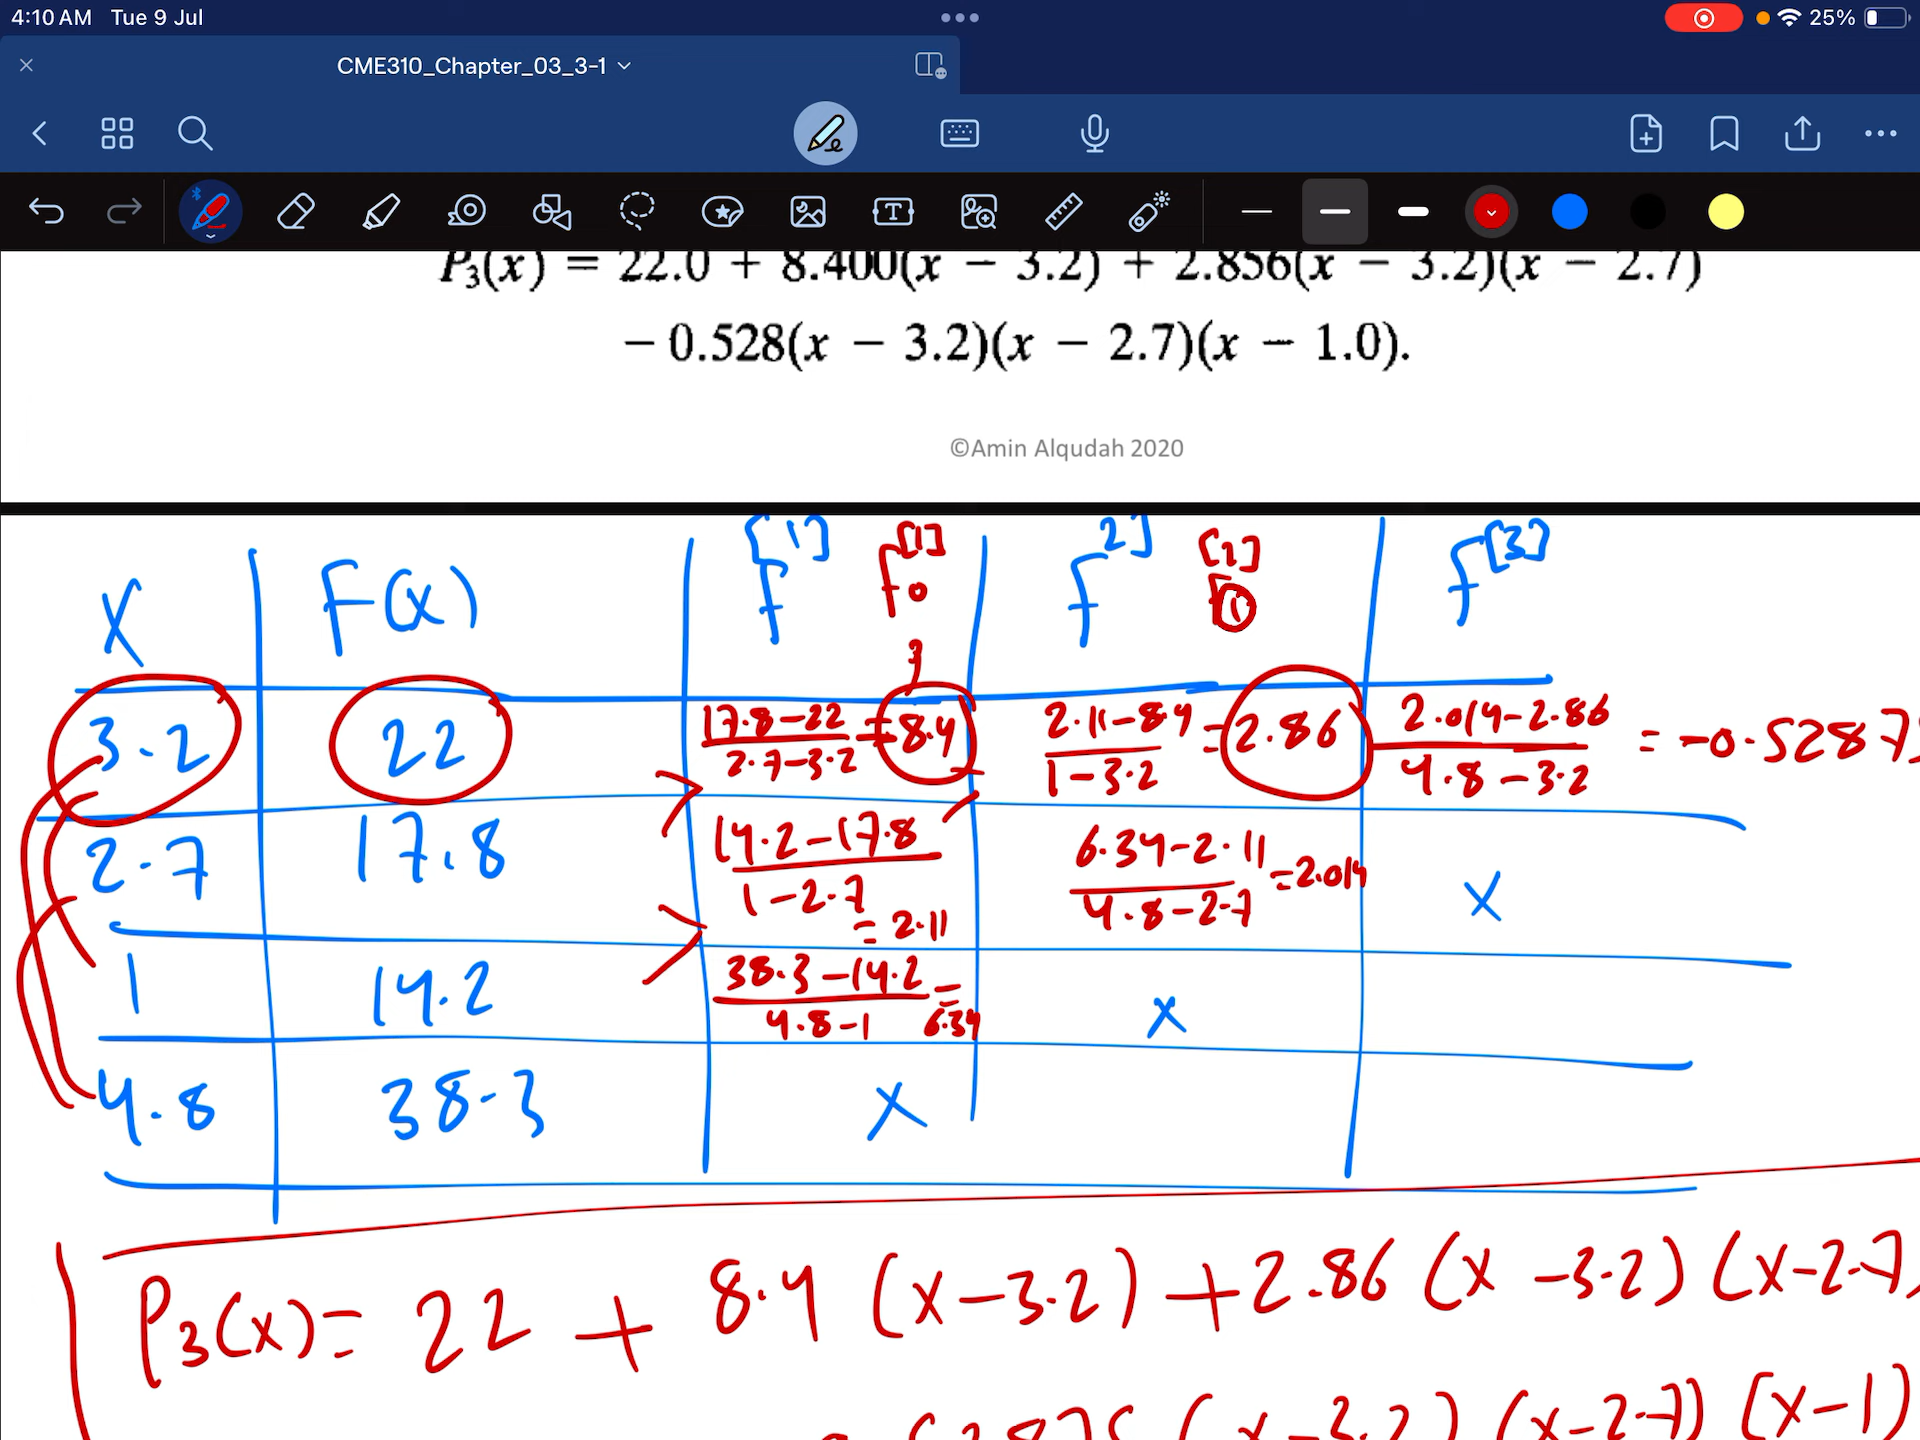 4:10 AM Tue 9 Jul
25%
CME310_Chapter_03_3-1
P₃(x) = 22.0 + 8.400(x − 3.2) + 2.856(x − 3.2)(x − 2.7)
− 0.528(x − 3.2)(x − 2.7)(x − 1.0).
©Amin Alqudah 2020
X F(x) f[1] f0[1] f2] f1[2] f[3]
3.2 22 17.8-22/2.7-3.2 = 8.4 2.11-8.4/1-3.2 = 2.86 2.014-2.86/4.8-3.2 = -0.52875
2.7 17.8 14.2-17.8/1-2.7 = 2.11 6.34-2.11/4.8-2.7 = 2.014 X
1 14.2 38.3-14.2/4.8-1 = 6.34 X
4.8 38.3 X
P3(x) = 22 + 8.4 (x-3.2) + 2.86 (x-3.2) (x-2.7)
(x-3.2) (x-2.7) (x-1)